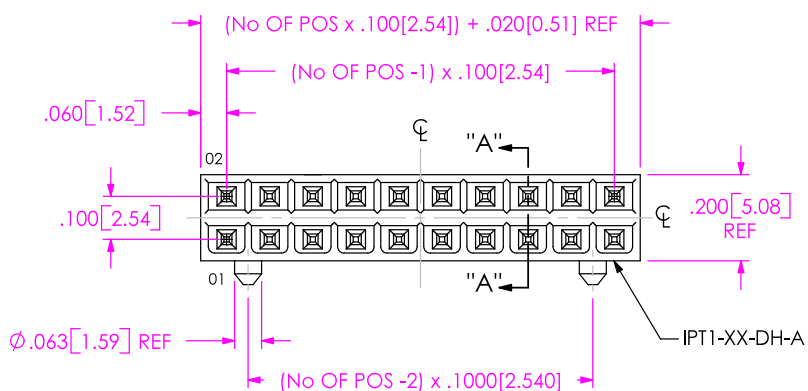 (No OF POS x .100[2.54]) + .020[0.51] REF
(No OF POS -1) x .100[2.54]
.060[1.52]
℄
"A"
02
.100[2.54]
℄
.200[5.08]
REF
01
"A"
Ø.063[1.59] REF
IPT1-XX-DH-A
(No OF POS -2) x .1000[2.540]